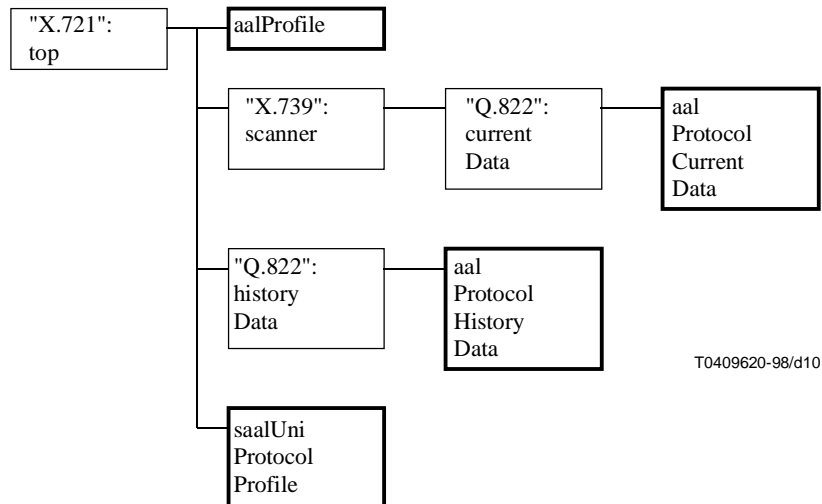 "X.721":
top
aalProfile
"X.739":
scanner
"Q.822":
current
Data
aal
Protocol
Current
Data
"Q.822":
history
Data
aal
Protocol
History
Data
T0409620-98/d10
saalUni
Protocol
Profile